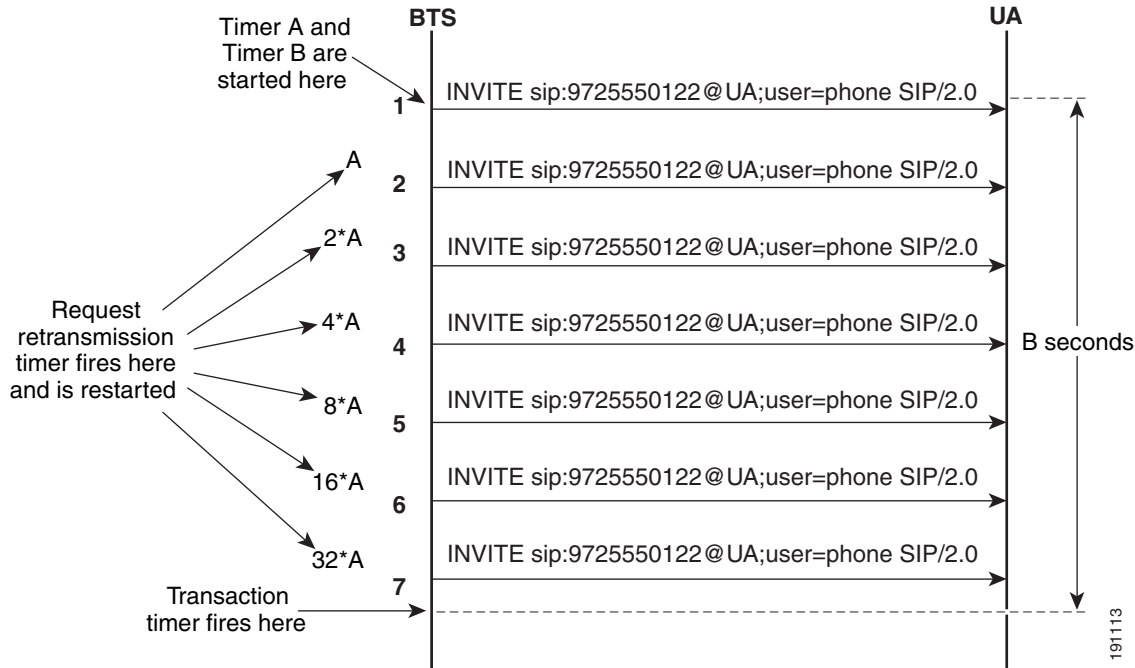 BTS
UA
Timer A and
Timer B are
started here
1
INVITE sip:9725550122@UA;user=phone SIP/2.0
A
2
INVITE sip:9725550122@UA;user=phone SIP/2.0
2*A
3
INVITE sip:9725550122@UA;user=phone SIP/2.0
Request
retransmission
timer fires here
and is restarted
4*A
4
INVITE sip:9725550122@UA;user=phone SIP/2.0
B seconds
8*A
5
INVITE sip:9725550122@UA;user=phone SIP/2.0
16*A
6
INVITE sip:9725550122@UA;user=phone SIP/2.0
32*A
7
INVITE sip:9725550122@UA;user=phone SIP/2.0
Transaction
timer fires here
191113